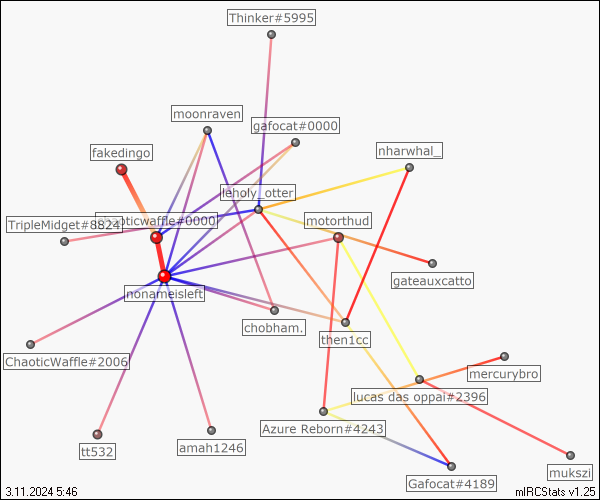 Thinker#5995
moonraven
gafocat#0000
fakedingo
nharwhal_
leholy_otter
TripleMidget#8824
chaoticwaffle#0000
motorthud
gateauxcatto
nonameisleft
chobham.
then1cc
ChaoticWaffle#2006
mercurybro
lucas das oppai#2396
Azure Reborn#4243
amah1246
tt532
mukszi
Gafocat#4189
3.11.2024 5:46
mIRCStats v1.25